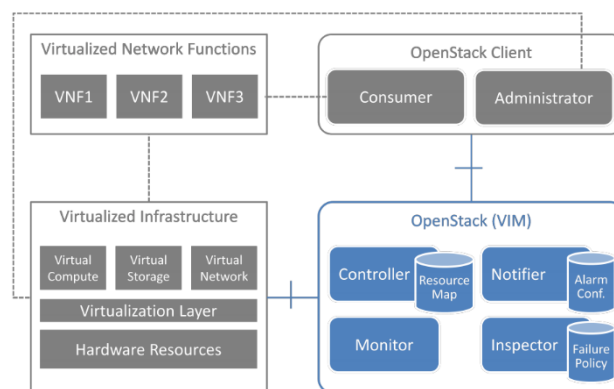 Virtualized Network Functions
VNF1
VNF2
VNF3
OpenStack Client
Consumer
Administrator
Virtualized Infrastructure
Virtual
Compute
Virtual
Storage
Virtual
Network
Virtualization Layer
Hardware Resources
OpenStack (VIM)
Controller
Resource
Map
Notifier
Alarm
Conf.
Monitor
Inspector
Failure
Policy